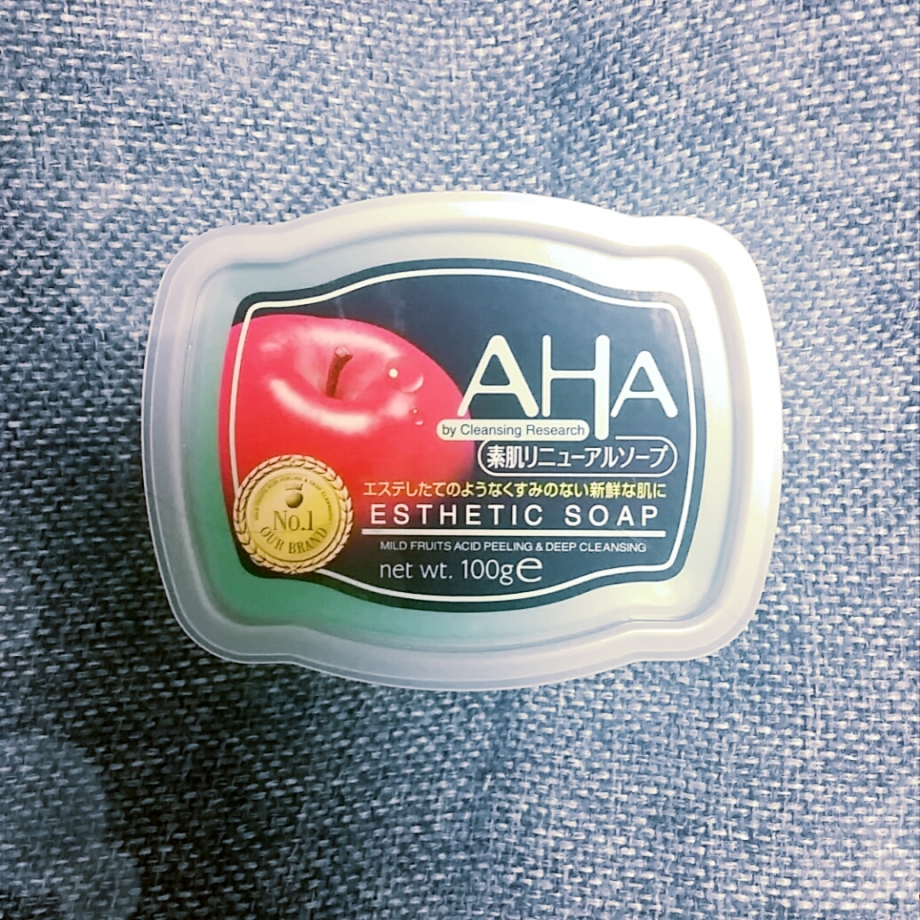 AHA
by Cleansing Research
素肌リニューアルソープ
エステしたてのようなくすみのない新鮮な肌に
ESTHETIC SOAP
MILD FRUITS ACID PEELING & DEEP CLEANSING
net wt. 100g℮
No.1
OUR BRAND